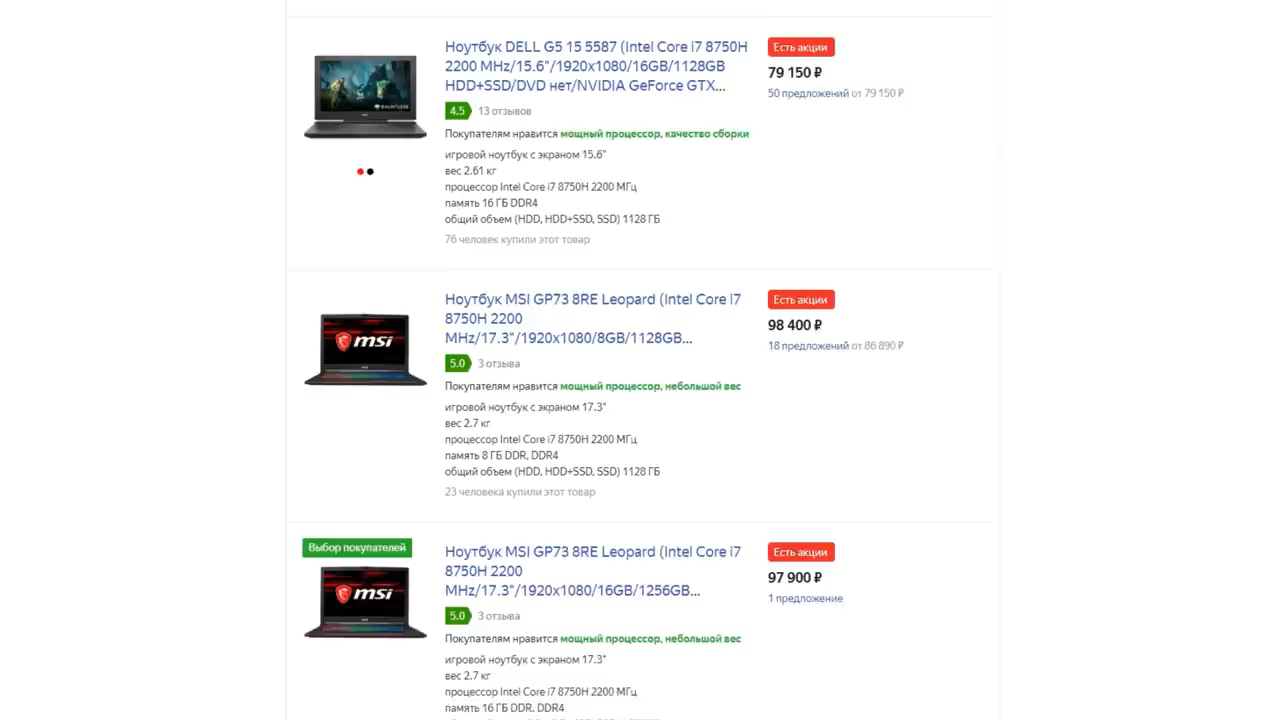 Ноутбук DELL G5 15 5587 (Intel Core i7 8750H
2200 MHz/15.6"/1920x1080/16GB/1128GB
HDD+SSD/DVD нет/NVIDIA GeForce GTX...
4.5 13 отзывов
Покупателям нравится мощный процессор, качество сборки
игровой ноутбук с экраном 15.6"
вес 2.61 кг
процессор Intel Core i7 8750H 2200 МГц
память 16 ГБ DDR4
общий объем (HDD, HDD+SSD, SSD) 1128 ГБ
76 человек купили этот товар
Есть акции
79 150 ₽
50 предложений от 79 150 ₽
DAUNTLESS
Ноутбук MSI GP73 8RE Leopard (Intel Core i7
8750H 2200
MHz/17.3"/1920x1080/8GB/1128GB...
5.0 3 отзыва
Покупателям нравится мощный процессор, небольшой вес
игровой ноутбук с экраном 17.3"
вес 2.7 кг
процессор Intel Core i7 8750H 2200 МГц
память 8 ГБ DDR, DDR4
общий объем (HDD, HDD+SSD, SSD) 1128 ГБ
23 человека купили этот товар
Есть акции
98 400 ₽
18 предложений от 86 890 ₽
msi
Выбор покупателей
Ноутбук MSI GP73 8RE Leopard (Intel Core i7
8750H 2200
MHz/17.3"/1920x1080/16GB/1256GB...
5.0 3 отзыва
Покупателям нравится мощный процессор, небольшой вес
игровой ноутбук с экраном 17.3"
вес 2.7 кг
процессор Intel Core i7 8750H 2200 МГц
память 16 ГБ DDR, DDR4
Есть акции
97 900 ₽
1 предложение
msi